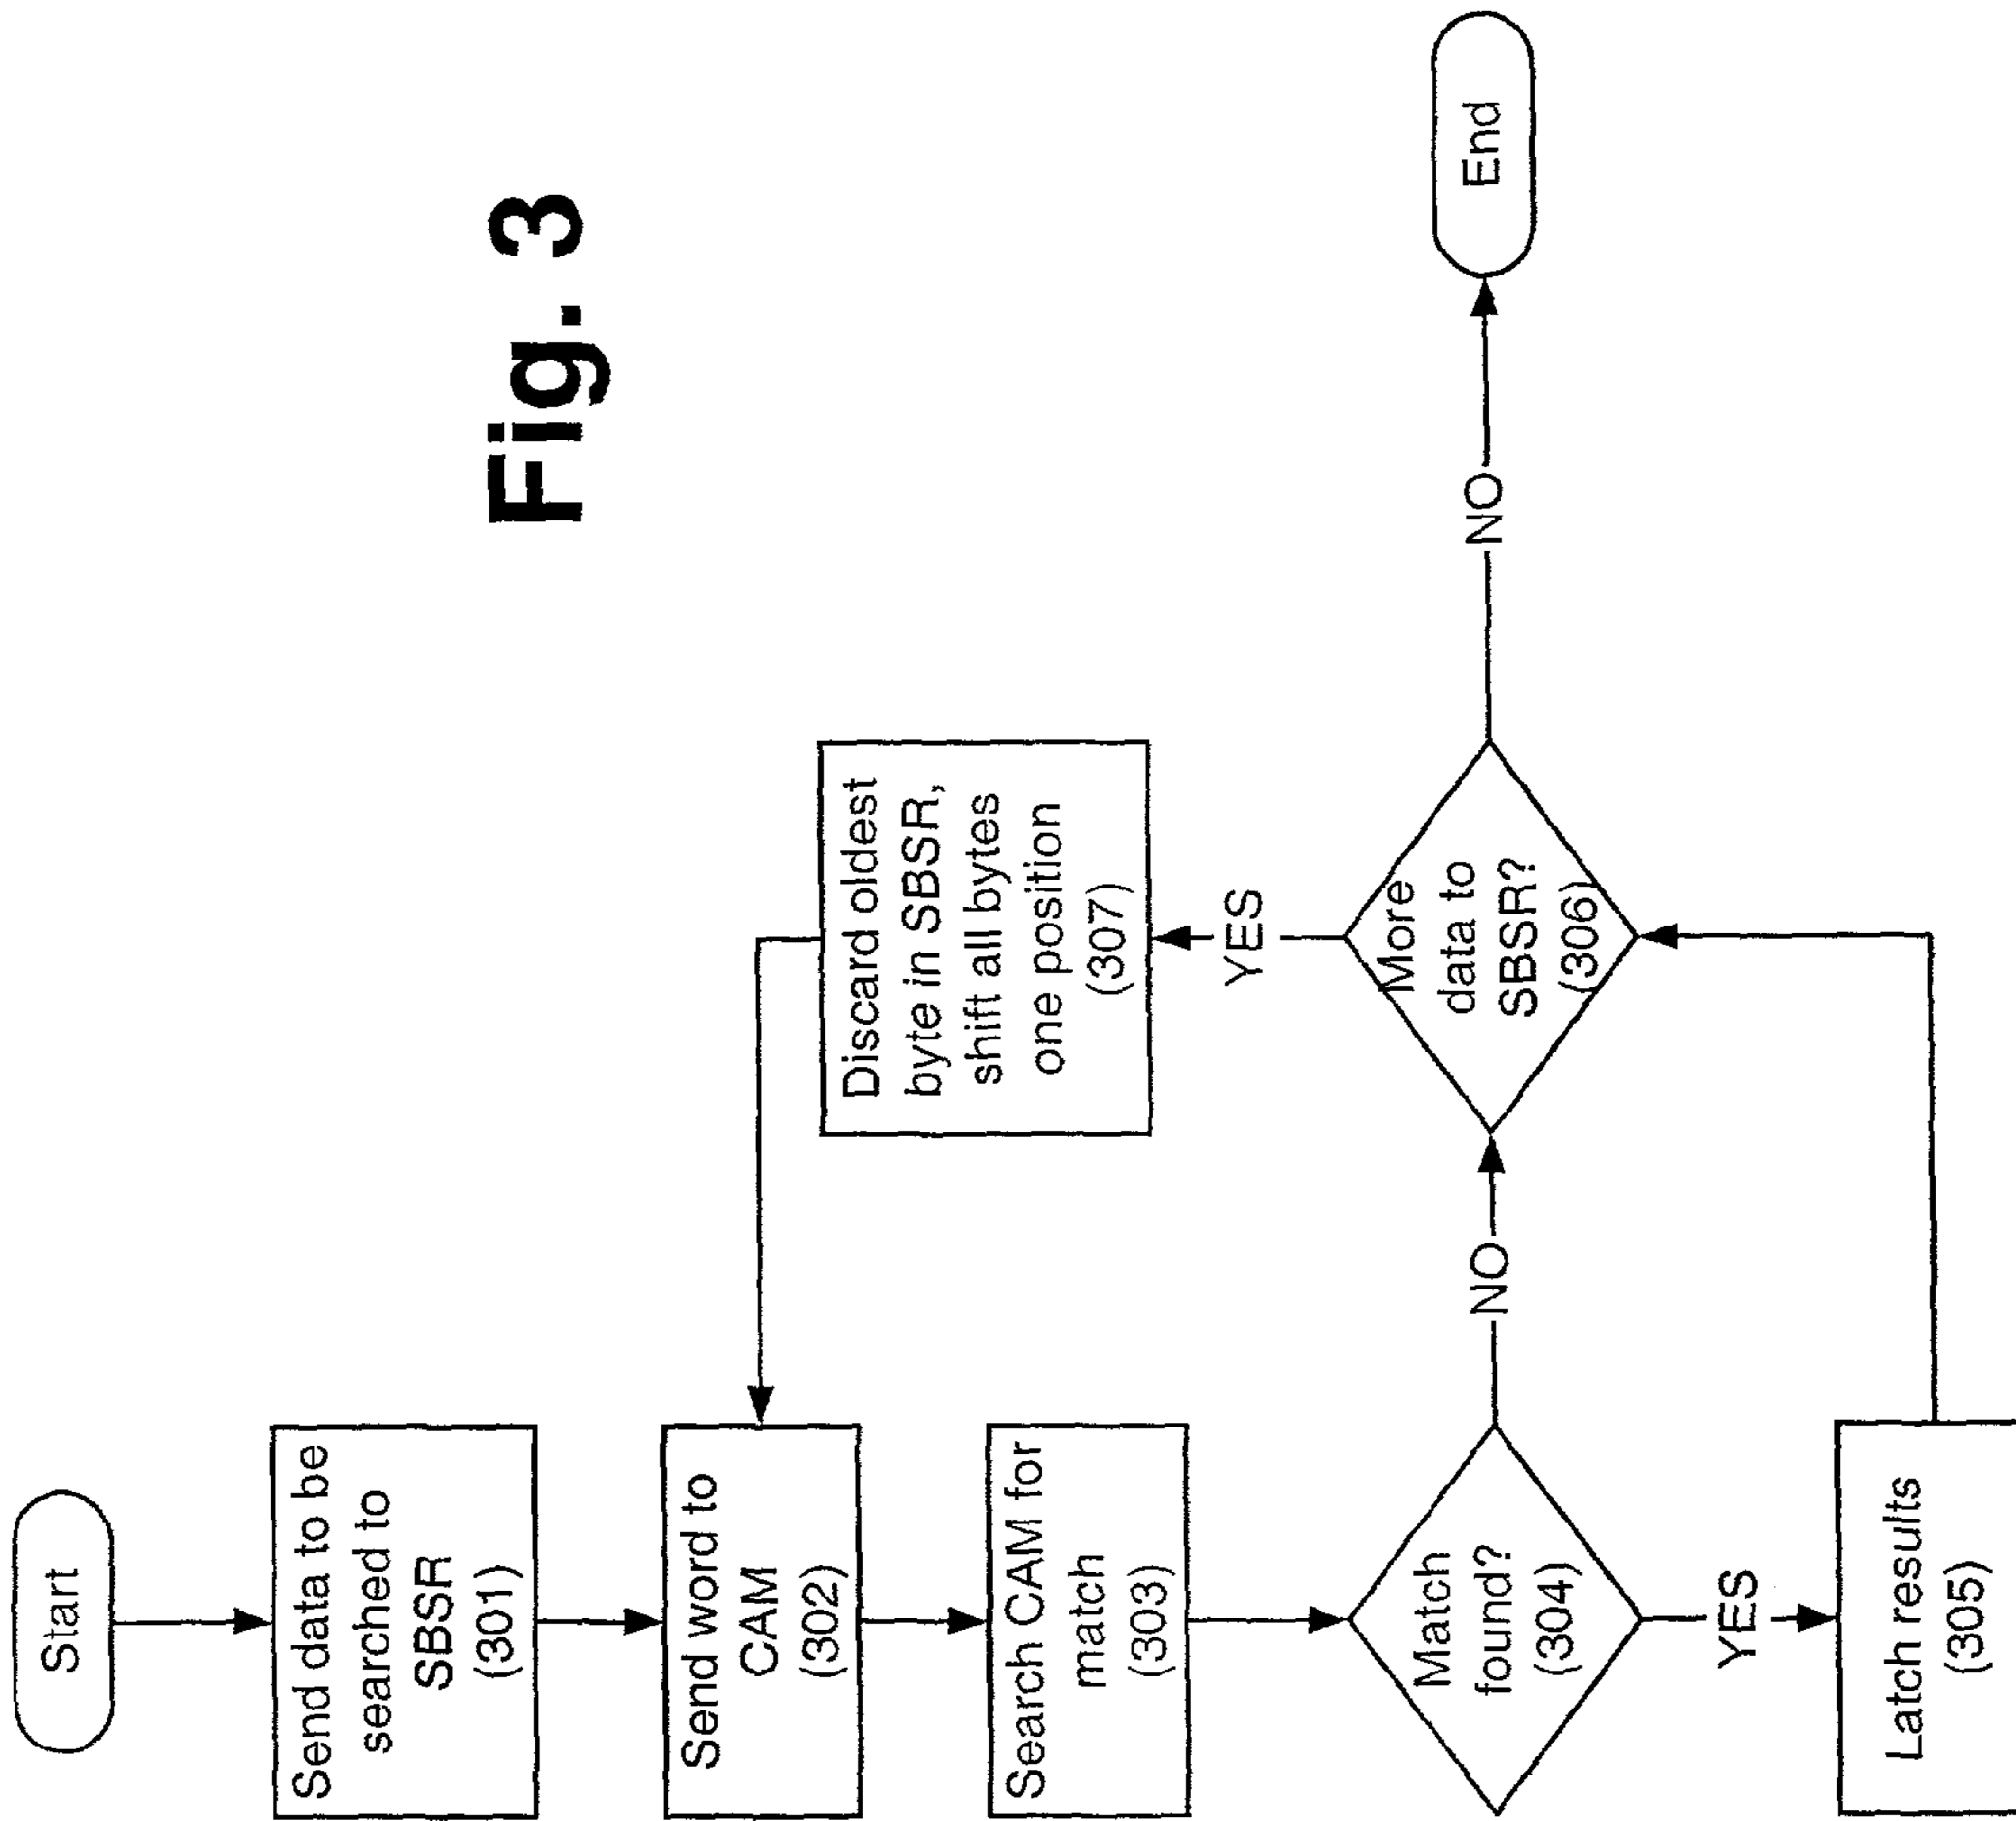 Fig. 3
Start
Send data to be
searched to
SBSR
(301)
Send word to
CAM
(302)
Search CAM for
match
(303)
Match
found?
(304)
NO
YES
Latch results
(305)
More
data to
SBSR?
(306)
YES
NO
Discard oldest
byte in SBSR,
shift all bytes
one position
(307)
End